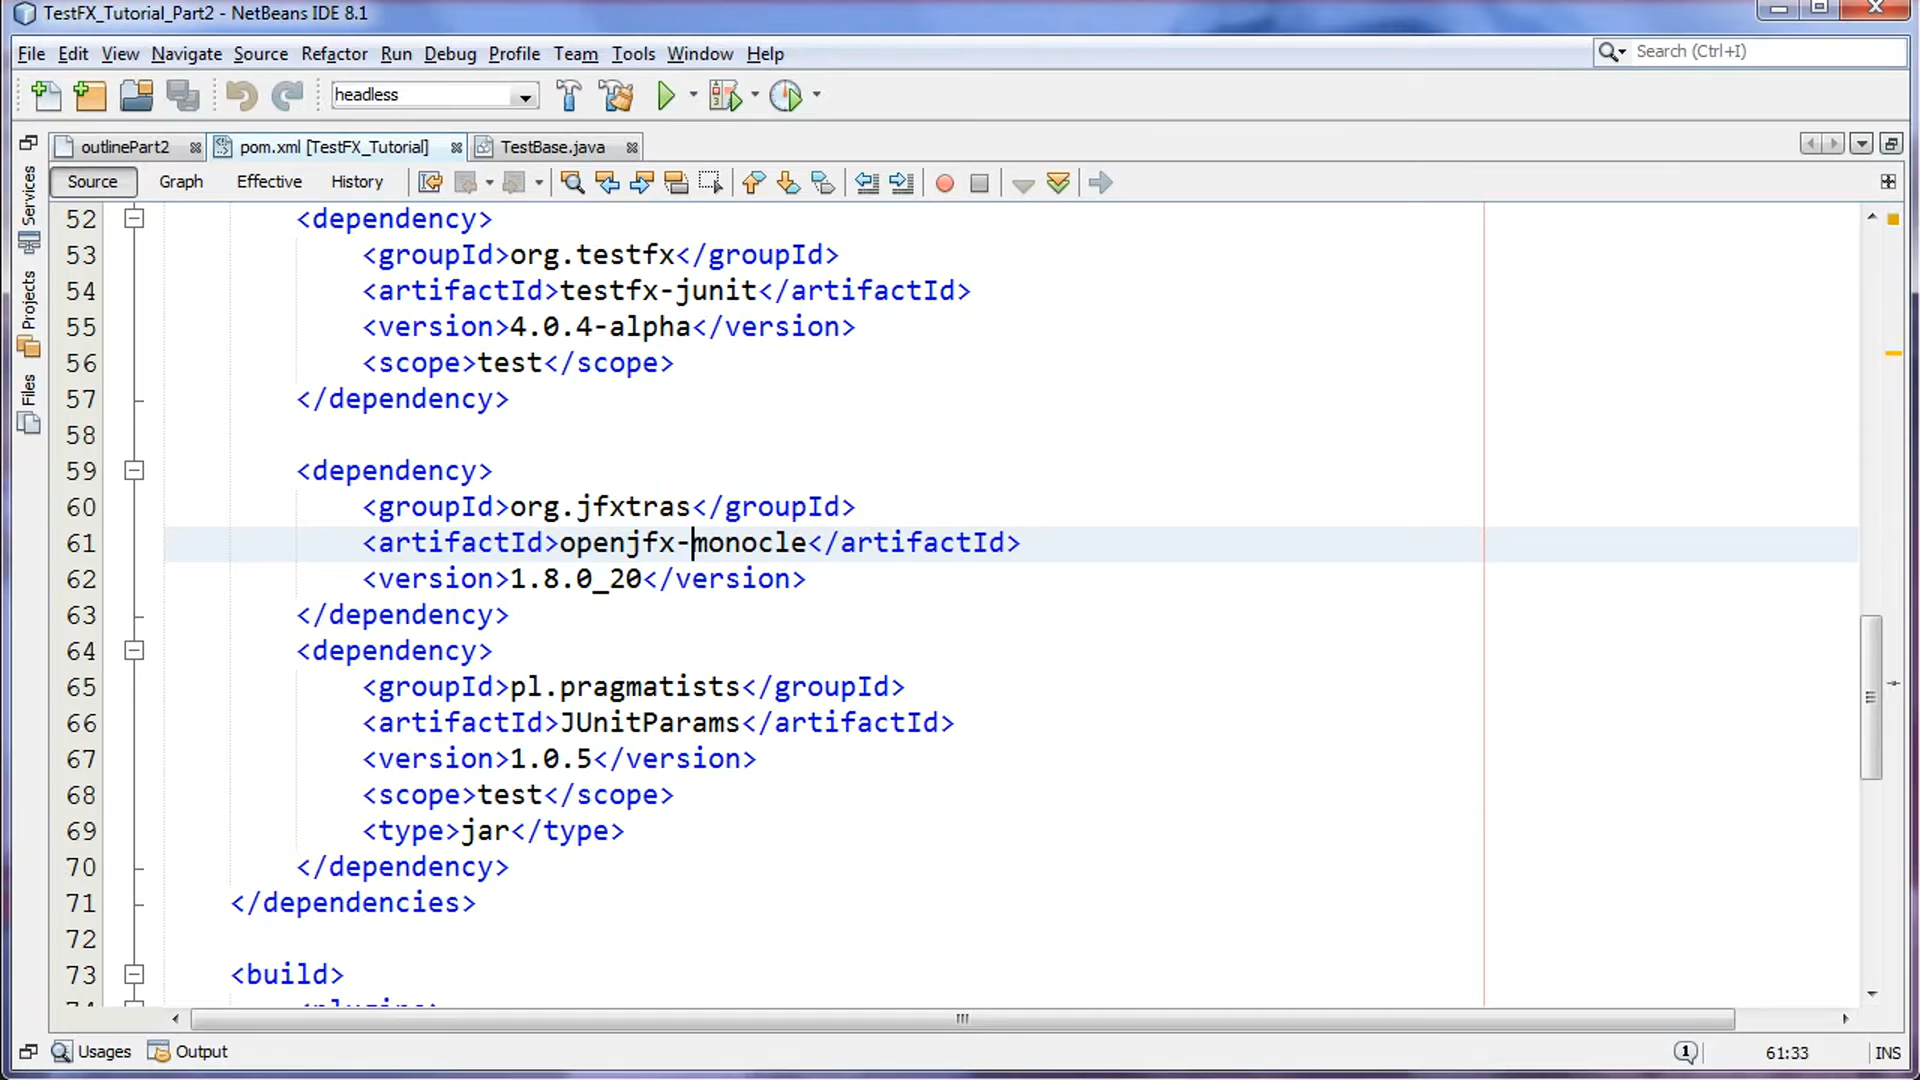 TestFX_Tutorial_Part2 - NetBeans IDE 8.1
File Edit View Navigate Source Refactor Run Debug Profile Team Tools Window Help
Search (Ctrl+I)
headless
outlinePart2 pom.xml [TestFX_Tutorial] TestBase.java
Source Graph Effective History
Services
Projects
Files
52 <dependency>
53 <groupId>org.testfx</groupId>
54 <artifactId>testfx-junit</artifactId>
55 <version>4.0.4-alpha</version>
56 <scope>test</scope>
57 </dependency>
58
59 <dependency>
60 <groupId>org.jfxtras</groupId>
61 <artifactId>openjfx-monocle</artifactId>
62 <version>1.8.0_20</version>
63 </dependency>
64 <dependency>
65 <groupId>pl.pragmatists</groupId>
66 <artifactId>JUnitParams</artifactId>
67 <version>1.0.5</version>
68 <scope>test</scope>
69 <type>jar</type>
70 </dependency>
71 </dependencies>
72
73 <build>
74 <plugins>
Usages Output 1 61:33 INS